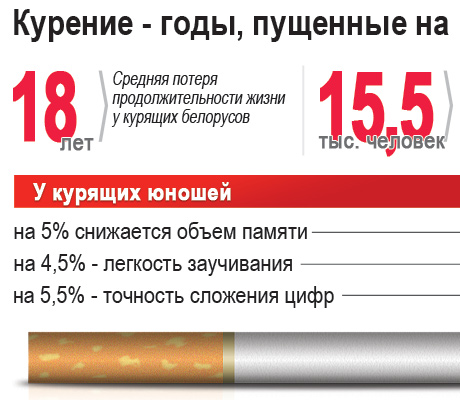 Курение - годы, пущенные на
18
лет
Средняя потеря
продолжительности жизни
у курящих белорусов
15,5
тыс. человек
У курящих юношей
на 5% снижается объем памяти
на 4,5% - легкость заучивания
на 5,5% - точность сложения цифр